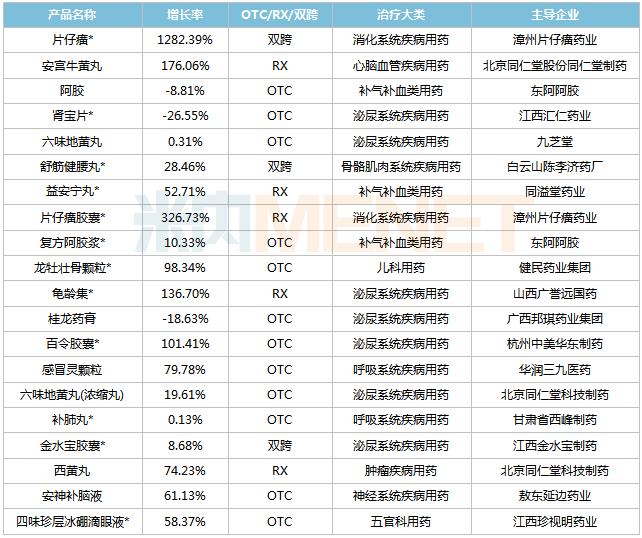 产品名称 增长率 OTC/RX/双跨 治疗大类 主导企业
片仔癀* 1282.39% 双跨 消化系统疾病用药 漳州片仔癀药业
安宫牛黄丸 176.06% RX 心脑血管疾病用药 北京同仁堂股份同仁堂制药
阿胶 -8.81% OTC 补气补血类用药 东阿阿胶
肾宝片* -26.55% OTC 泌尿系统疾病用药 江西汇仁药业
六味地黄丸 0.31% OTC 泌尿系统疾病用药 九芝堂
舒筋健腰丸* 28.46% 双跨 骨骼肌肉系统疾病用药 白云山陈李济药厂
益安宁丸* 52.71% RX 补气补血类用药 同溢堂药业
片仔癀胶囊* 326.73% RX 消化系统疾病用药 漳州片仔癀药业
复方阿胶浆* 10.33% OTC 补气补血类用药 东阿阿胶
龙牡壮骨颗粒* 98.34% OTC 儿科用药 健民药业集团
龟龄集* 136.70% RX 泌尿系统疾病用药 山西广誉远国药
桂龙药膏 -18.63% OTC 泌尿系统疾病用药 广西邦琪药业集团
百令胶囊* 101.41% OTC 泌尿系统疾病用药 杭州中美华东制药
感冒灵颗粒 79.78% OTC 呼吸系统疾病用药 华润三九医药
六味地黄丸(浓缩丸) 19.61% OTC 泌尿系统疾病用药 北京同仁堂科技制药
补肺丸* 0.13% OTC 呼吸系统疾病用药 甘肃省西峰制药
金水宝胶囊* 8.68% 双跨 泌尿系统疾病用药 江西金水宝制药
西黄丸 74.23% RX 肿瘤疾病用药 北京同仁堂科技制药
安神补脑液 61.13% OTC 神经系统疾病用药 敖东延边药业
四味珍层冰硼滴眼液* 58.37% OTC 五官科用药 江西珍视明药业
米内MENET